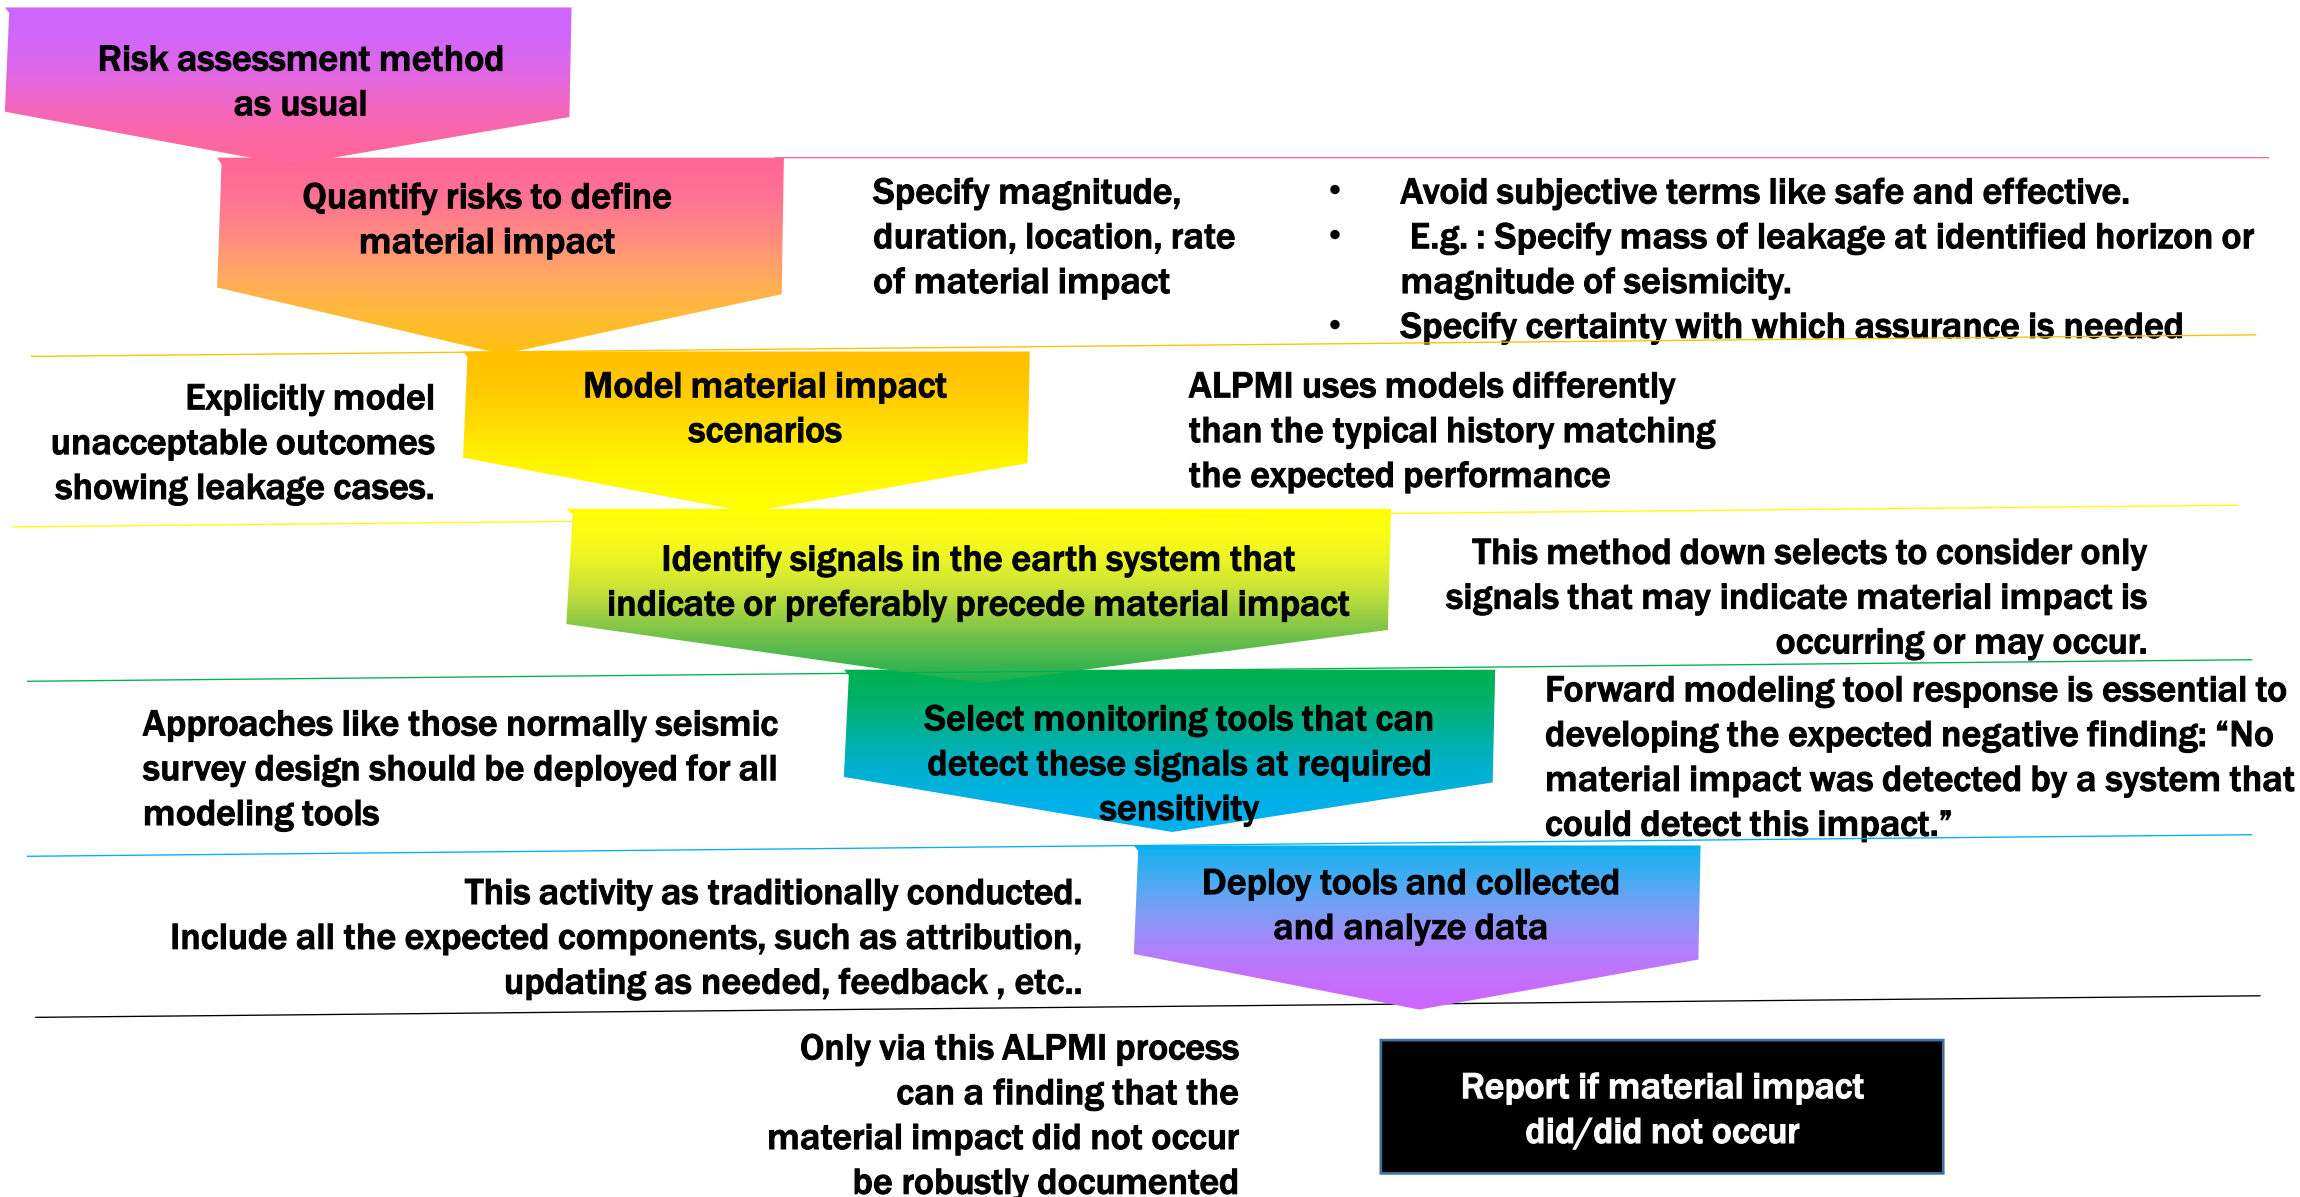 Risk assessment method
as usual
Quantify risks to define
material impact
Specify magnitude,
duration, location, rate
of material impact
• Avoid subjective terms like safe and effective.
• E.g. : Specify mass of leakage at identified horizon or
magnitude of seismicity.
• Specify certainty with which assurance is needed
Explicitly model
unacceptable outcomes
showing leakage cases.
Model material impact
scenarios
ALPMI uses models differently
than the typical history matching
the expected performance
Identify signals in the earth system that
indicate or preferably precede material impact
This method down selects to consider only
signals that may indicate material impact is
occurring or may occur.
Approaches like those normally seismic
survey design should be deployed for all
modeling tools
Select monitoring tools that can
detect these signals at required
sensitivity
Forward modeling tool response is essential to
developing the expected negative finding: “No
material impact was detected by a system that
could detect this impact.”
This activity as traditionally conducted.
Include all the expected components, such as attribution,
updating as needed, feedback , etc..
Deploy tools and collected
and analyze data
Only via this ALPMI process
can a finding that the
material impact did not occur
be robustly documented
Report if material impact
did/did not occur